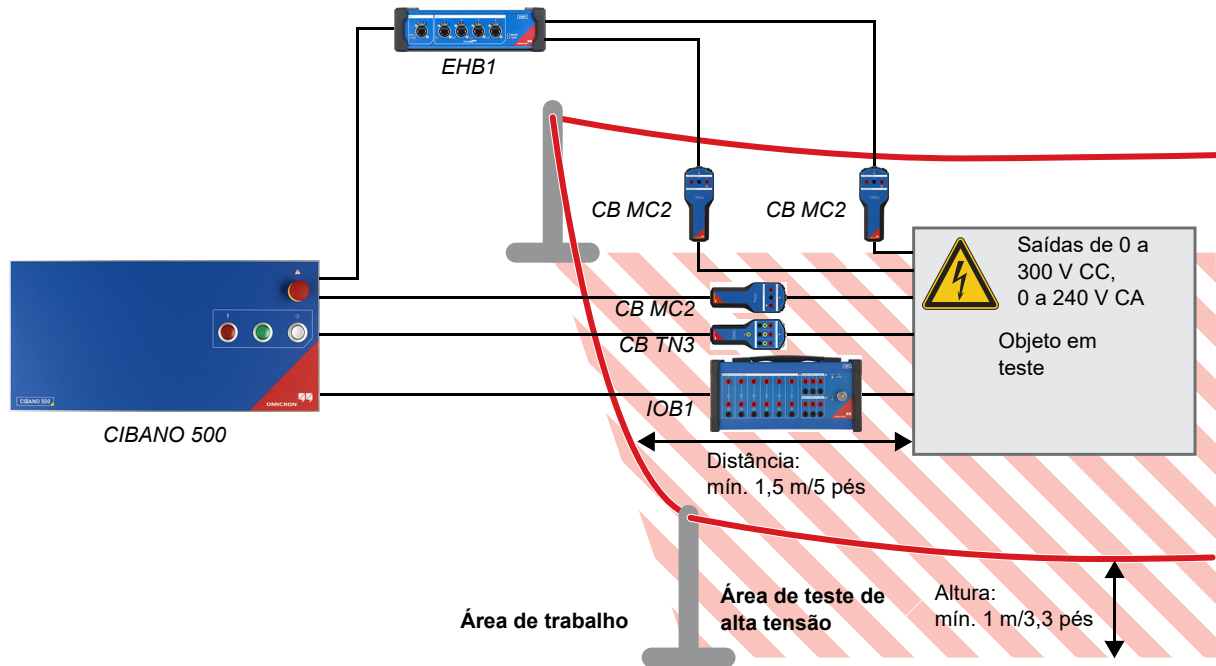 EHB1
CB MC2
CB MC2
Saídas de 0 a
300 V CC,
0 a 240 V CA
Objeto em
teste
CB MC2
CB TN3
IOB1
CIBANO 500
OMICRON
CIBANO 500
Distância:
mín. 1,5 m/5 pés
Área de trabalho
Área de teste de
alta tensão
Altura:
mín. 1 m/3,3 pés